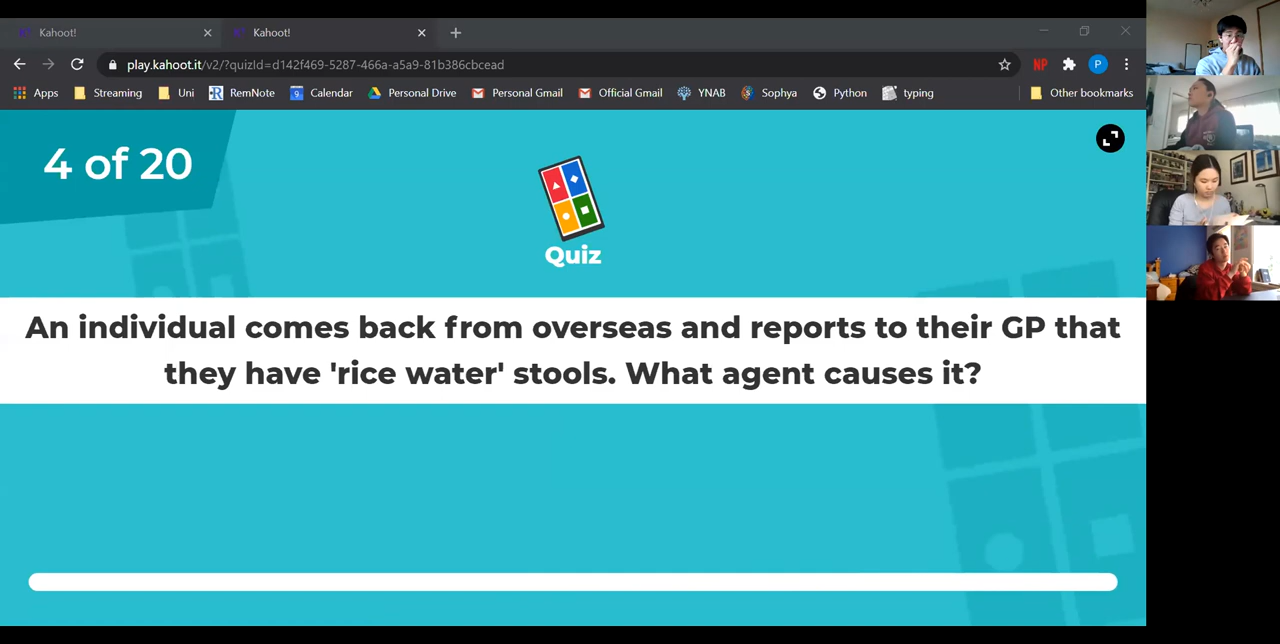 Kahoot!
Kahoot!
play.kahoot.it/v2/?quizId=d142f469-5287-466a-a5a9-81b386cbcead
NP
P
Apps
Streaming
Uni
RemNote
9
Calendar
Personal Drive
Personal Gmail
Official Gmail
YNAB
Sophya
Python
typing
Other bookmarks
4 of 20
Quiz
An individual comes back from overseas and reports to their GP that
they have 'rice water' stools. What agent causes it?